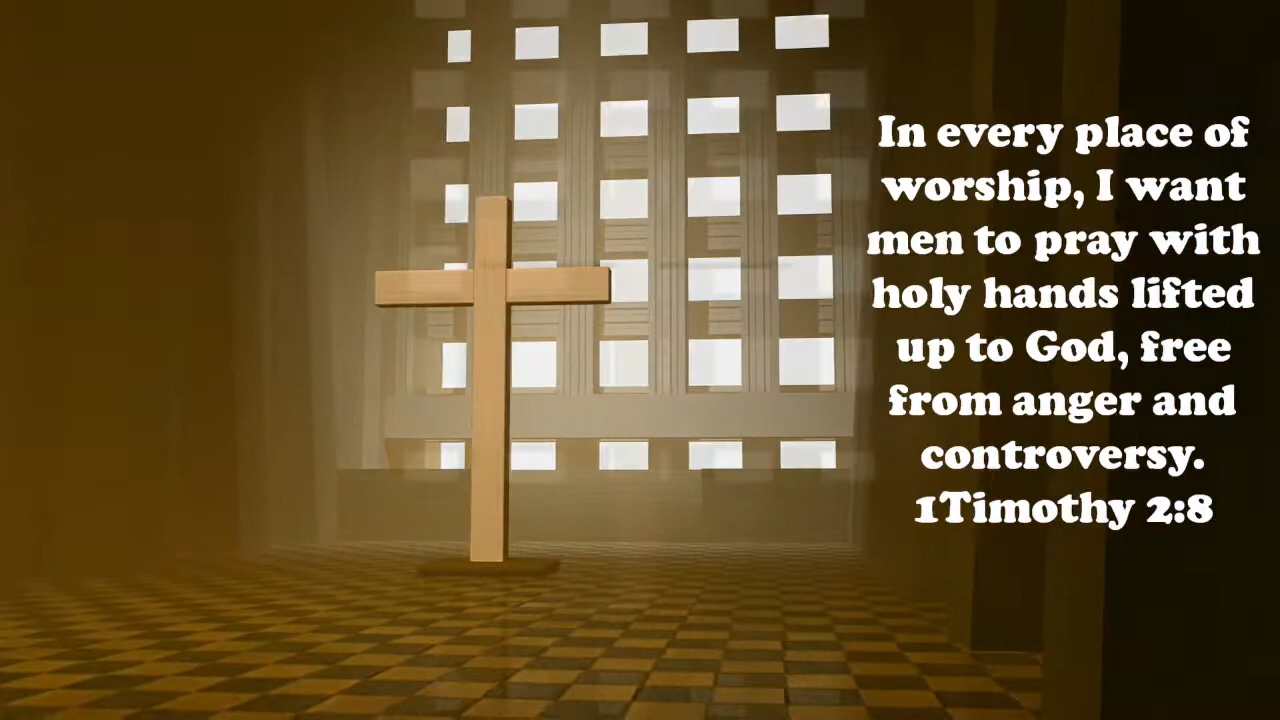 In every place of
worship, I want
men to pray with
holy hands lifted
up to God, free
from anger and
controversy.
1Timothy 2:8